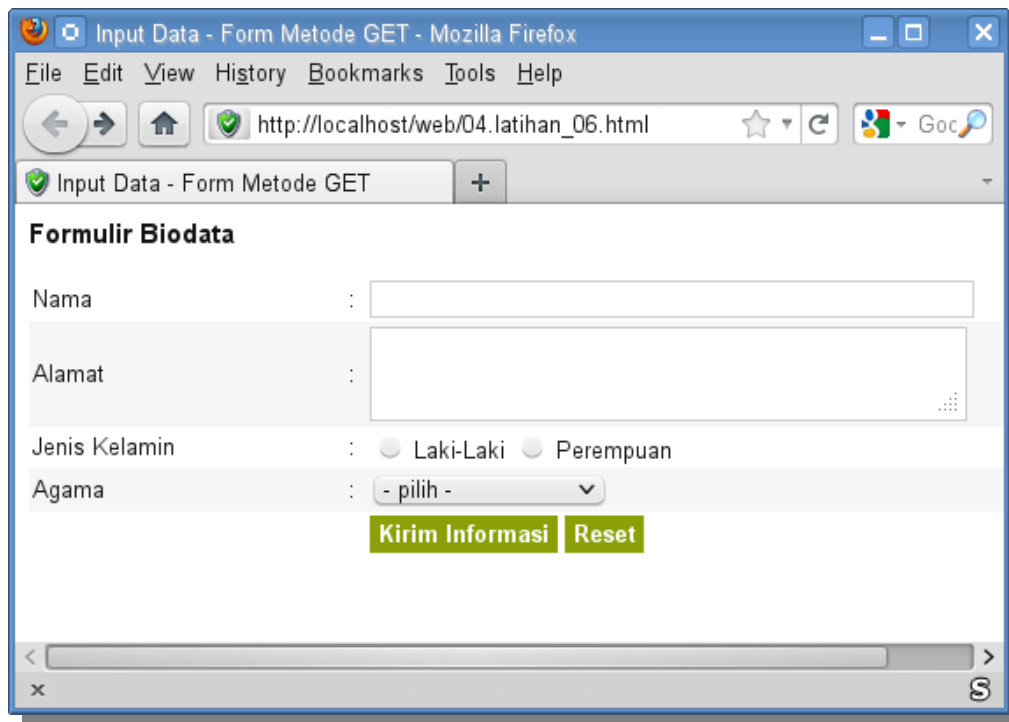 Input Data - Form Metode GET - Mozilla Firefox
File Edit View History Bookmarks Tools Help
http://localhost/web/04.latihan_06.html Goo
Input Data - Form Metode GET
Formulir Biodata
Nama :
Alamat :
Jenis Kelamin : Laki-Laki Perempuan
Agama : - pilih -
Kirim Informasi Reset
S